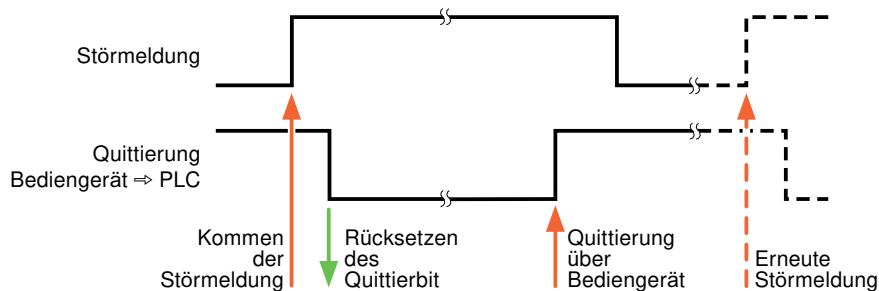 Störmeldung
Quittierung
Bediengerät ⇨ PLC
Kommen
der
Störmeldung
Rücksetzen
des
Quittierbit
Quittierung
über
Bediengerät
Erneute
Störmeldung